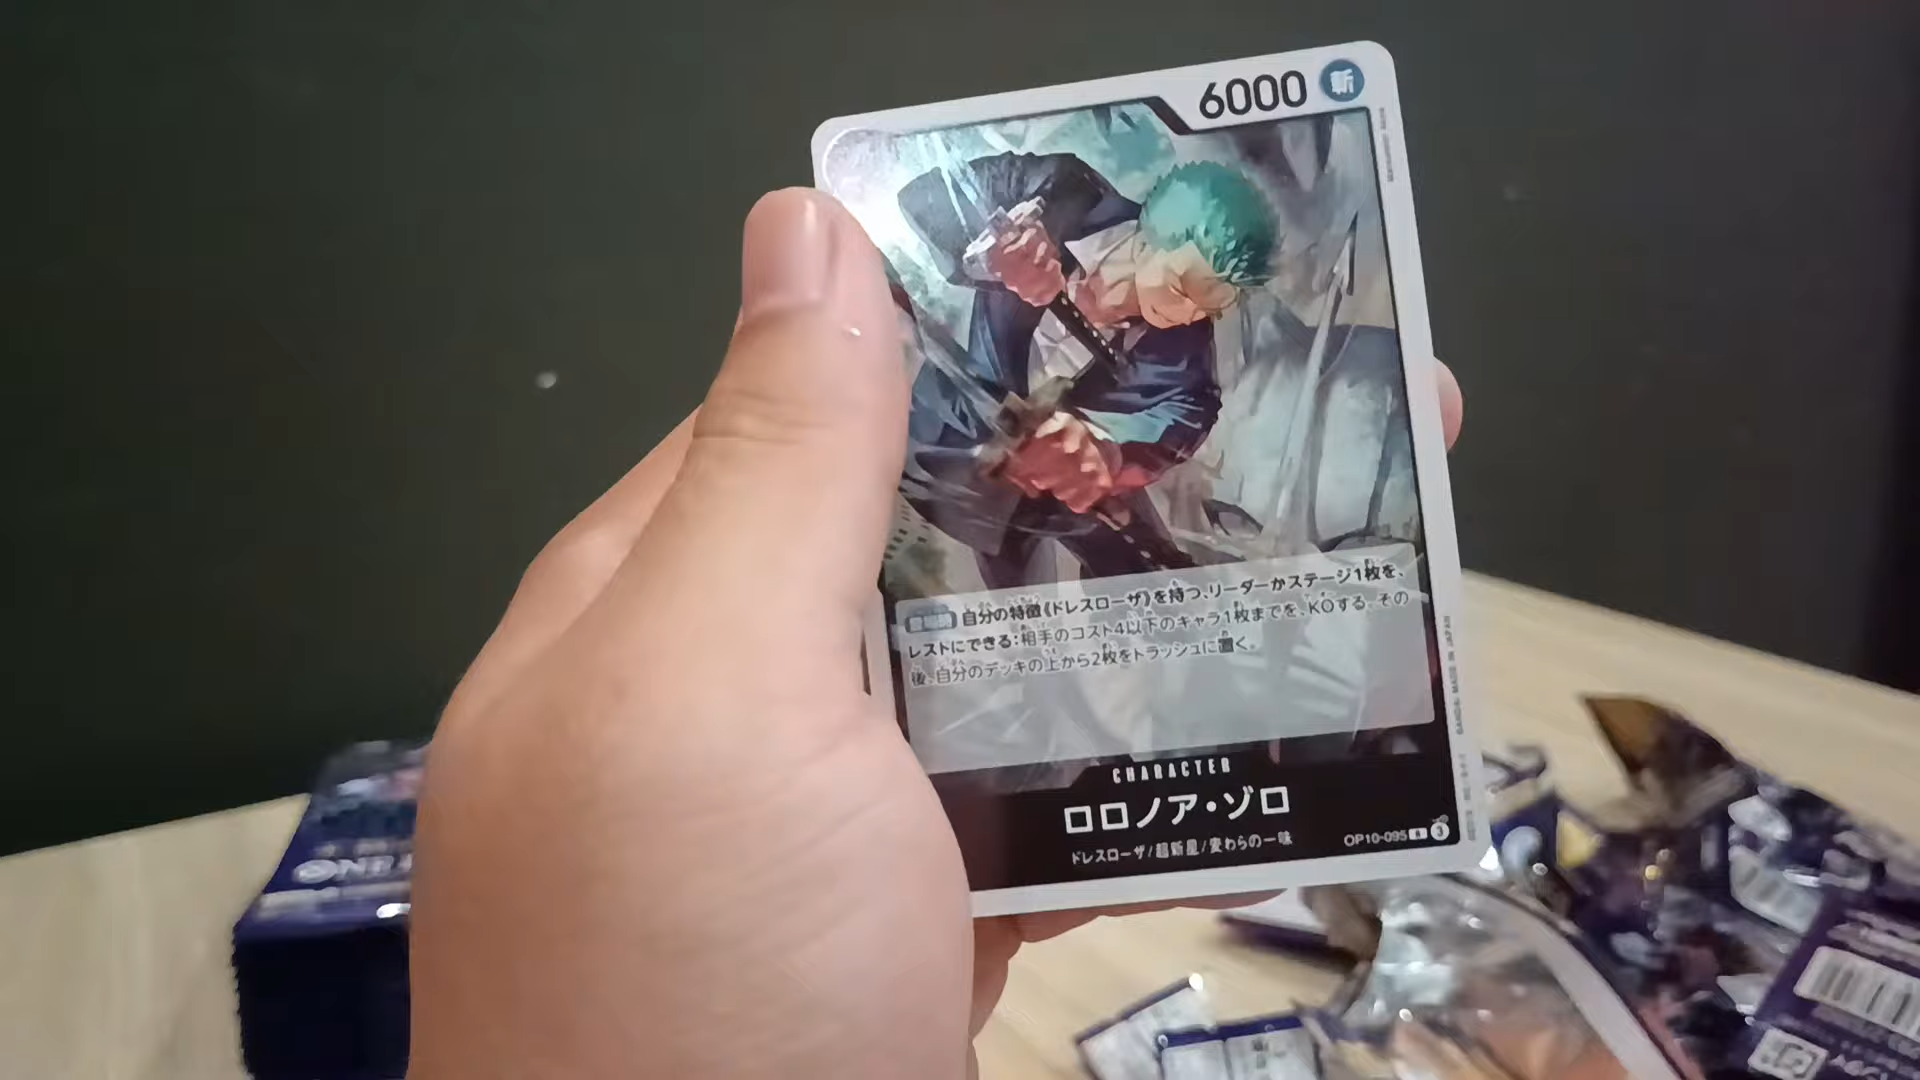 6000 斬
登場時 自分の特徴《ドレスローザ》を持つ、リーダーかステージ1枚を、
レストにできる：相手のコスト4以下のキャラ1枚までを、KOする。その
後、自分のデッキの上から2枚をトラッシュに置く。
CHARACTER
ロロノア・ゾロ
ドレスローザ/超新星/麦わらの一味
OP10-095 R 3